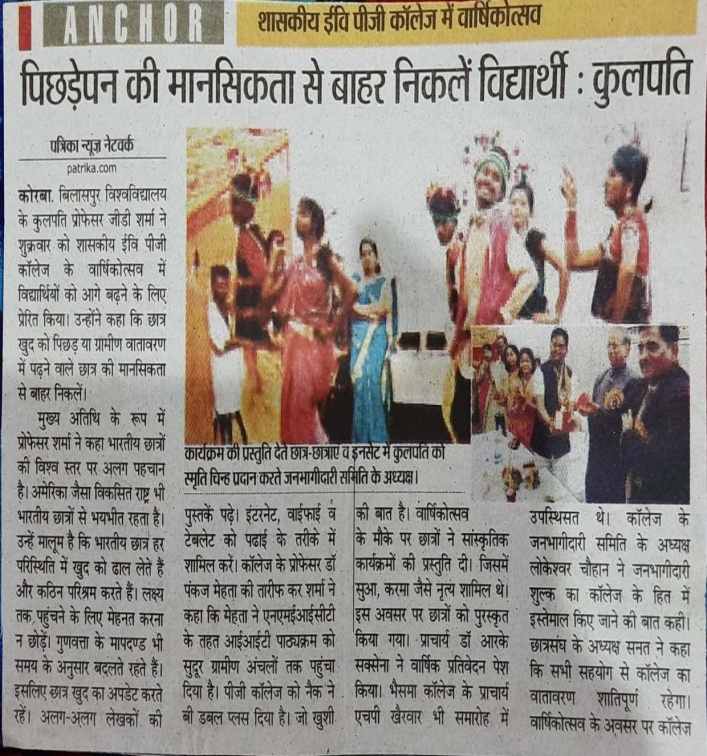 ANCHOR
शासकीय ईवि पीजी कॉलेज में वार्षिकोत्सव
पिछड़ेपन की मानसिकता से बाहर निकलें विद्यार्थी : कुलपति
पत्रिका न्यूज़ नेटवर्क
patrika.com
कोरबा. बिलासपुर विश्वविद्यालय
के कुलपति प्रोफेसर जीडी शर्मा ने
शुक्रवार को शासकीय ईवि पीजी
कॉलेज के वार्षिकोत्सव में
विद्यार्थियों को आगे बढ़ने के लिए
प्रेरित किया। उन्होंने कहा कि छात्र
खुद को पिछड़ या ग्रामीण वातावरण
में पढ़ने वाले छात्र की मानसिकता
से बाहर निकलें।
मुख्य अतिथि के रूप में
प्रोफेसर शर्मा ने कहा भारतीय छात्रों
की विश्व स्तर पर अलग पहचान
है। अमेरिका जैसा विकसित राष्ट्र भी
भारतीय छात्रों से भयभीत रहता है।
उन्हें मालूम है कि भारतीय छात्र हर
परिस्थिति में खुद को ढाल लेते हैं
और कठिन परिश्रम करते हैं। लक्ष्य
तक पहुंचने के लिए मेहनत करना
न छोड़ें। गुणवत्ता के मापदण्ड भी
समय के अनुसार बदलते रहते हैं।
इसलिए छात्र खुद का अपडेट करते
रहें। अलग-अलग लेखकों की
कार्यक्रम की प्रस्तुति देते छात्र-छात्राएं व इनसेट में कुलपति को
स्मृति चिन्ह प्रदान करते जनभागीदारी समिति के अध्यक्ष।
पुस्तकें पढ़े। इंटरनेट, वाईफाई व
टेबलेट को पढाई के तरीके में
शामिल करें। कॉलेज के प्रोफेसर डॉ
पंकज मेहता की तारीफ कर शर्मा ने
कहा कि मेहता ने एनएमईआईसीटी
के तहत आईआईटी पाठ्यक्रम को
सुदूर ग्रामीण अंचलों तक पहुंचा
दिया है। पीजी कॉलेज को नैक ने
बी डबल प्लस दिया है। जो खुशी
की बात है। वार्षिकोत्सव
के मौके पर छात्रों ने सांस्कृतिक
कार्यक्रमों की प्रस्तुति दी। जिसमें
सुआ, करमा जैसे नृत्य शामिल थे।
इस अवसर पर छात्रों को पुरस्कृत
किया गया। प्राचार्य डॉ आरके
सक्सेना ने वार्षिक प्रतिवेदन पेश
किया। भैसमा कॉलेज के प्राचार्य
एचपी खैरवार भी समारोह में
उपस्थिसत थे। कॉलेज के
जनभागीदारी समिति के अध्यक्ष
लोकेश्वर चौहान ने जनभागीदारी
शुल्क का कॉलेज के हित में
इस्तेमाल किए जाने की बात कही।
छात्रसंघ के अध्यक्ष सनत ने कहा
कि सभी सहयोग से कॉलेज का
वातावरण शातिपूर्ण रहेगा।
वार्षिकोत्सव के अवसर पर कॉलेज